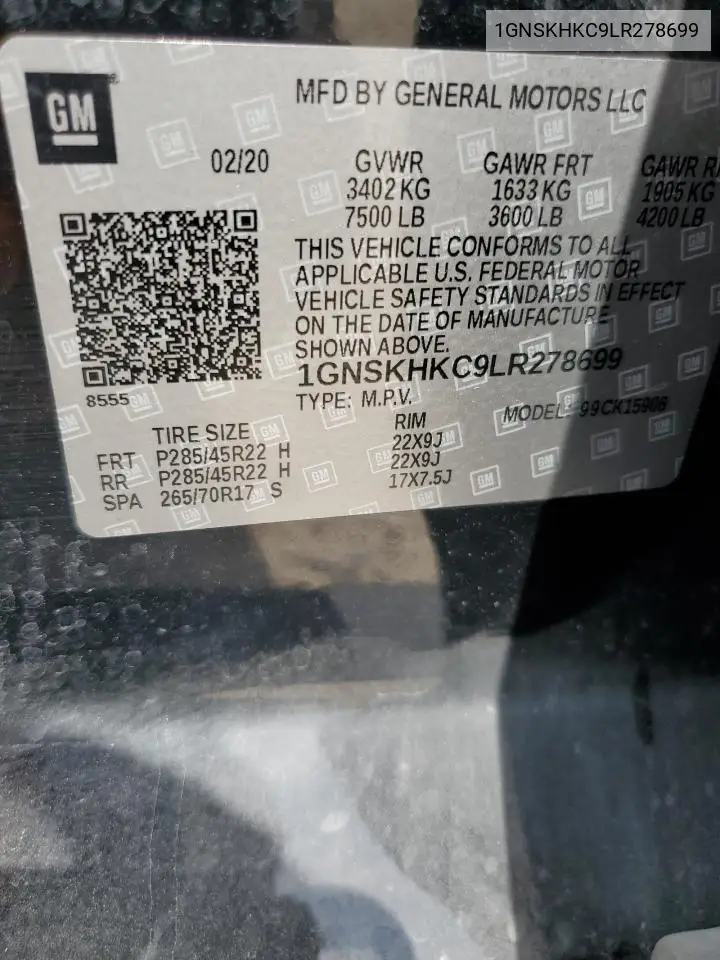 1GNSKHKC9LR278699
GM
MFD BY GENERAL MOTORS LLC
02/20 GVWR GAWR FRT GAWR
3402 KG 1633 KG 1905 KG
7500 LB 3600 LB 4200 LB
THIS VEHICLE CONFORMS TO ALL
APPLICABLE U.S. FEDERAL MOTOR
VEHICLE SAFETY STANDARDS IN EFFECT
ON THE DATE OF MANUFACTURE
SHOWN ABOVE.
1GNSKHKC9LR278699
8555
TYPE: M.P.V. MODEL: 99CK15906
TIRE SIZE RIM
FRT P285/45R22 H 22X9J
RR P285/45R22 H 22X9J
SPA 265/70R17 S 17X7.5J